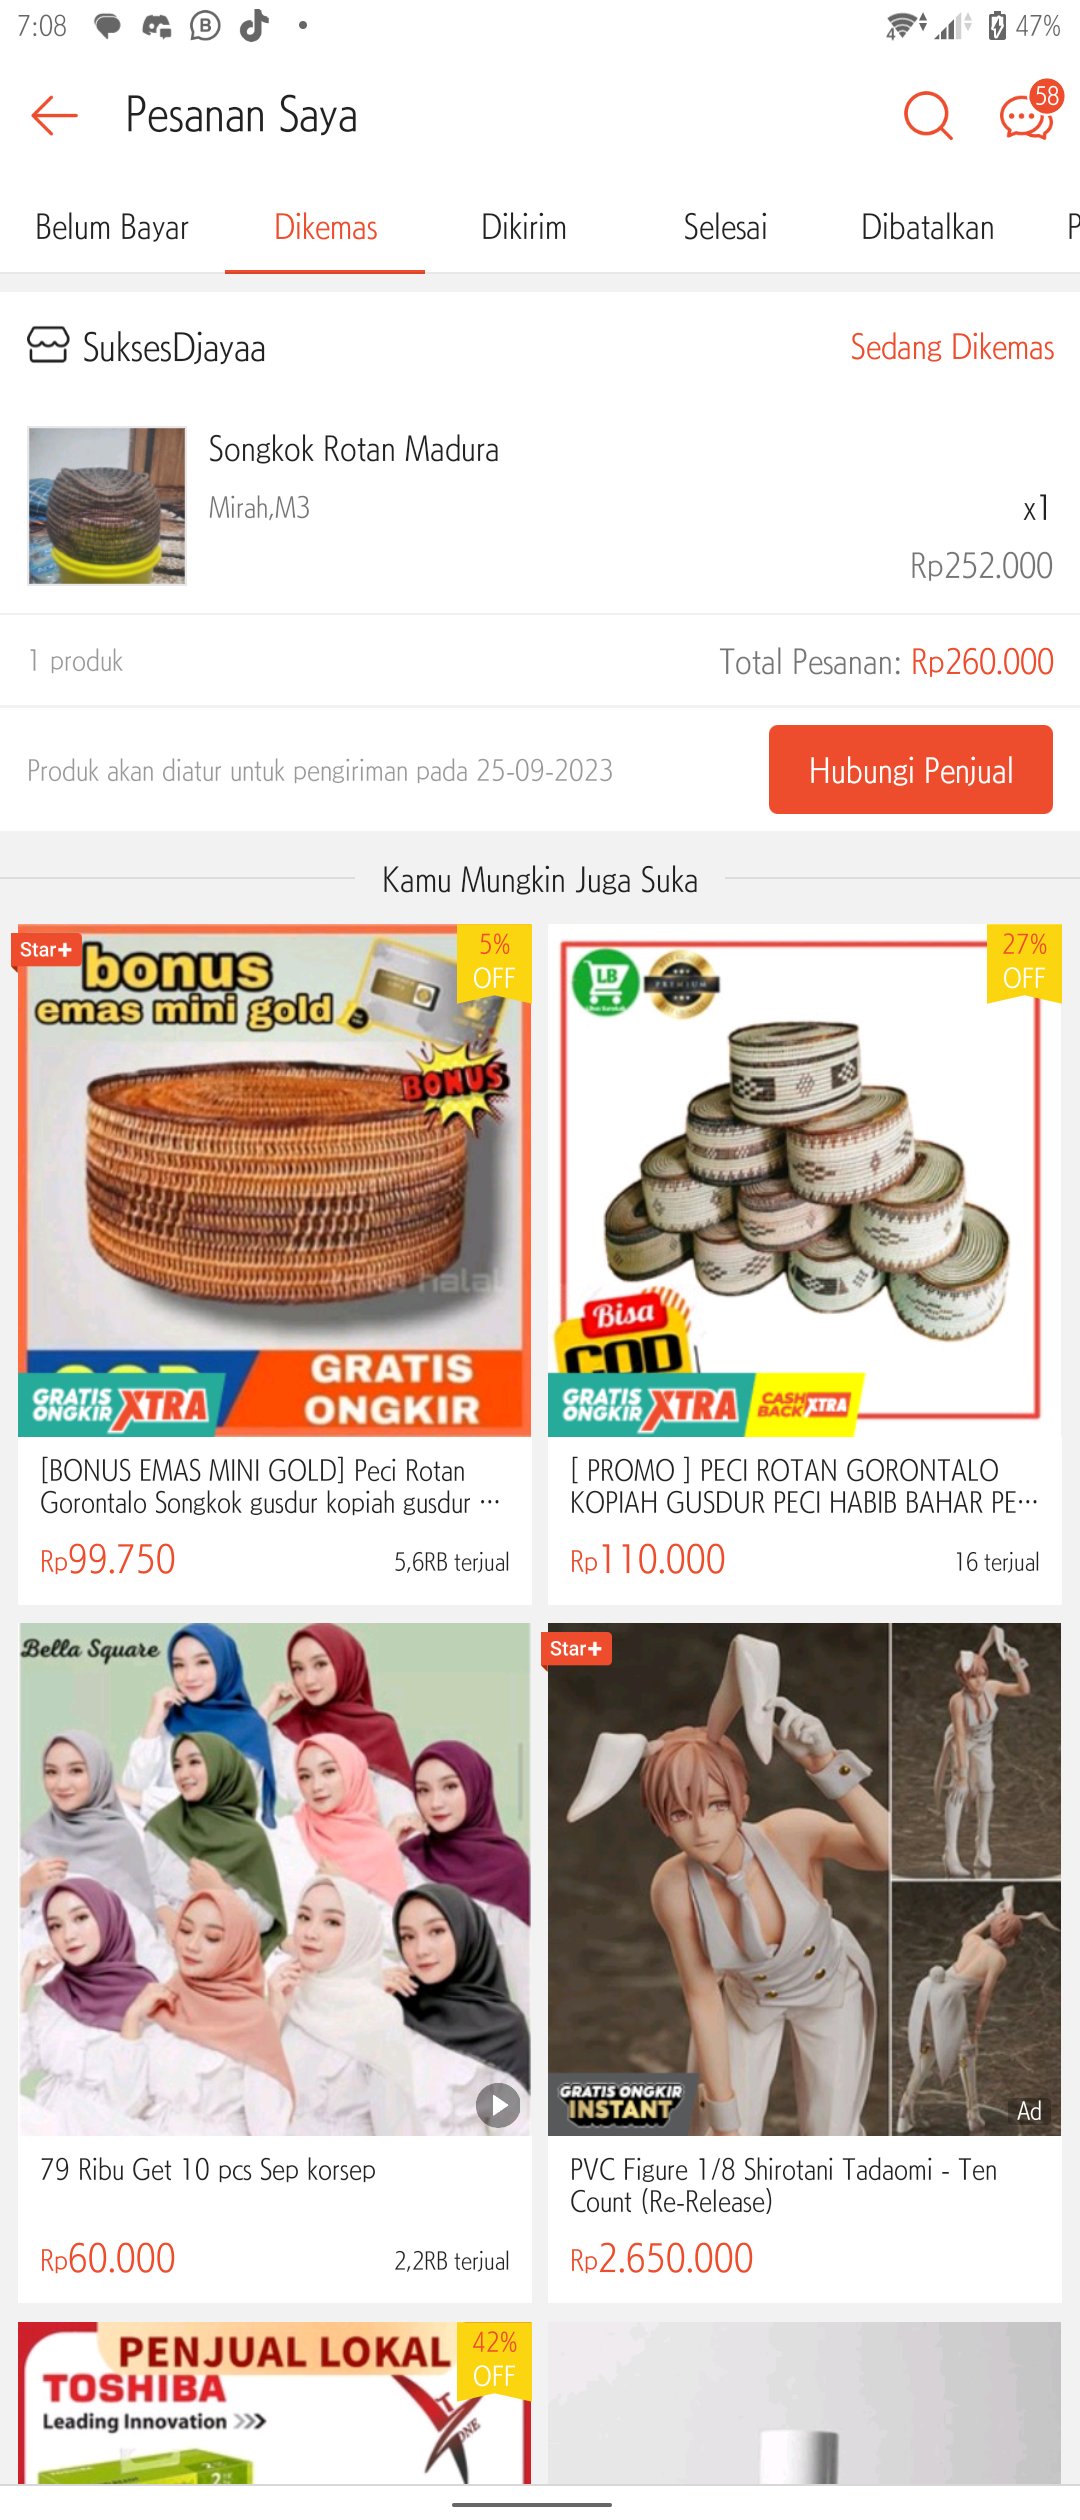 7:08
47%
Pesanan Saya
58
Belum Bayar
Dikemas
Dikirim
Selesai
Dibatalkan
P
SuksesDjayaa
Sedang Dikemas
Songkok Rotan Madura
Mirah,M3
x1
Rp252.000
1 produk
Total Pesanan: Rp260.000
Produk akan diatur untuk pengiriman pada 25-09-2023
Hubungi Penjual
Kamu Mungkin Juga Suka
Star+
5%
OFF
bonus
emas mini gold
BONUS
GRATIS
ONGKIR
GRATIS
ONGKIR XTRA
[BONUS EMAS MINI GOLD] Peci Rotan
Gorontalo Songkok gusdur kopiah gusdur ...
Rp99.750
5,6RB terjual
27%
OFF
LB
PREMIUM
Bisa
COD
GRATIS
ONGKIR XTRA
CASH
BACK XTRA
[ PROMO ] PECI ROTAN GORONTALO
KOPIAH GUSDUR PECI HABIB BAHAR PE...
Rp110.000
16 terjual
Bella Square
79 Ribu Get 10 pcs Sep korsep
Rp60.000
2,2RB terjual
Star+
GRATIS ONGKIR
INSTANT
Ad
PVC Figure 1/8 Shirotani Tadaomi - Ten
Count (Re-Release)
Rp2.650.000
PENJUAL LOKAL
42%
OFF
TOSHIBA
Leading Innovation >>>